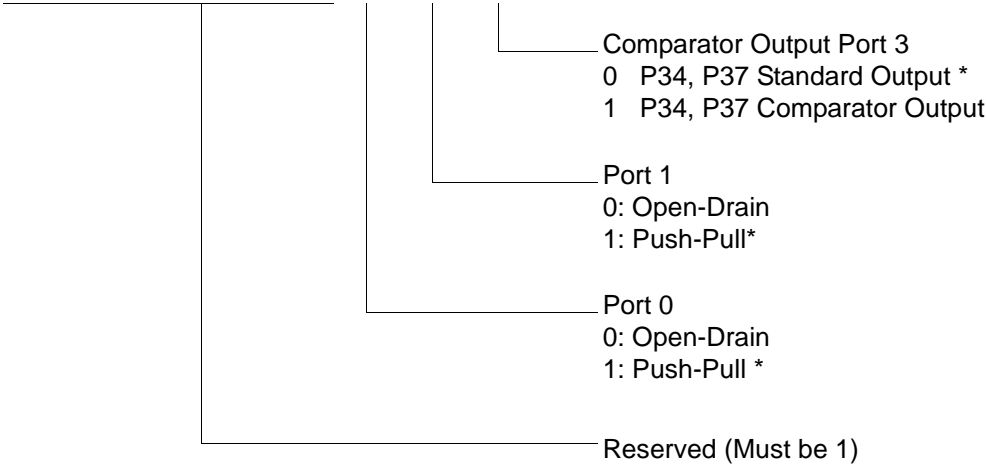 Comparator Output Port 3
0 P34, P37 Standard Output *
1 P34, P37 Comparator Output
Port 1
0: Open-Drain
1: Push-Pull*
Port 0
0: Open-Drain
1: Push-Pull *
Reserved (Must be 1)